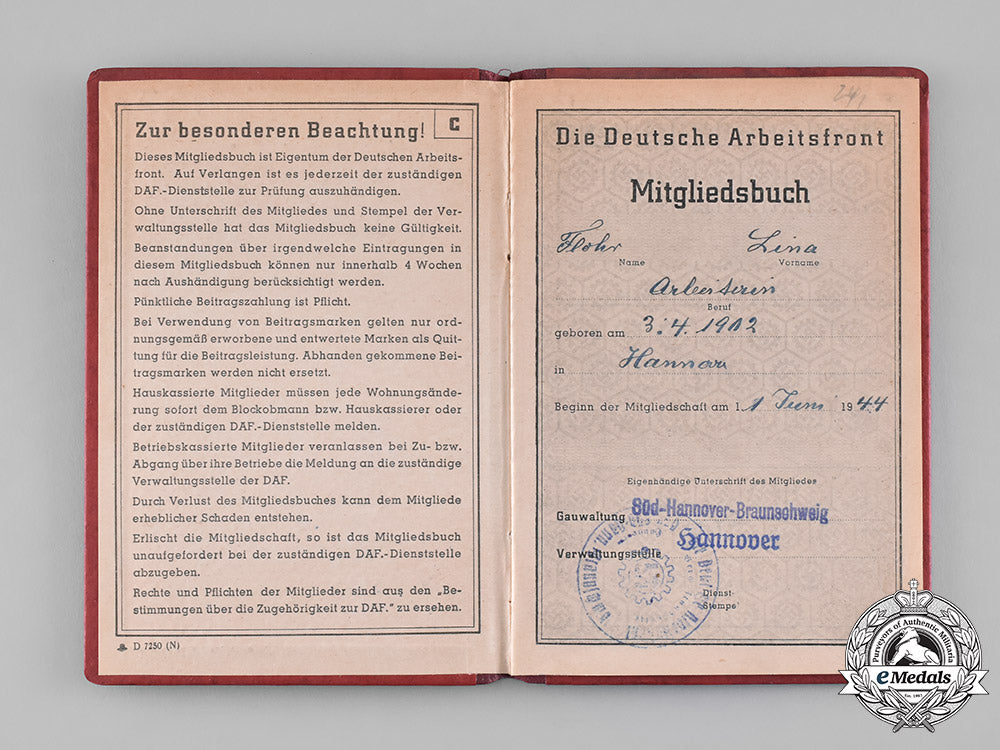 Zur besonderen Beachtung!
C
Dieses Mitgliedsbuch ist Eigentum der Deutschen Arbeits-
front. Auf Verlangen ist es jederzeit der zuständigen
DAF.-Dienststelle zur Prüfung auszuhändigen.
Ohne Unterschrift des Mitgliedes und Stempel der Ver-
waltungsstelle hat das Mitgliedsbuch keine Gültigkeit.
Beanstandungen über irgendwelche Eintragungen in
diesem Mitgliedsbuch können nur innerhalb 4 Wochen
nach Aushändigung berücksichtigt werden.
Pünktliche Beitragszahlung ist Pflicht.
Bei Verwendung von Beitragsmarken gelten nur ord-
nungsgemäß erworbene und entwertete Marken als Quit-
tung für die Beitragsleistung. Abhanden gekommene Bei-
tragsmarken werden nicht ersetzt.
Hauskassierte Mitglieder müssen jede Wohnungsände-
rung sofort dem Blockobmann bzw. Hauskassierer oder
der zuständigen DAF.-Dienststelle melden.
Betriebskassierte Mitglieder veranlassen bei Zu- bzw.
Abgang über ihre Betriebe die Meldung an die zuständige
Verwaltungsstelle der DAF.
Durch Verlust des Mitgliedsbuches kann dem Mitgliede
erheblicher Schaden entstehen.
Erlischt die Mitgliedschaft, so ist das Mitgliedsbuch
unaufgefordert bei der zuständigen DAF.-Dienststelle
abzugeben.
Rechte und Pflichten der Mitglieder sind aus den „Be-
stimmungen über die Zugehörigkeit zur DAF.“ zu ersehen.
D 7250 (N)
Die Deutsche Arbeitsfront
Mitgliedsbuch
Flohr Lina
Name Vorname
Arbeiterin
Beruf
geboren am 3.4.1902
in Hannover
Beginn der Mitgliedschaft am 1. 1 Juni 1944
Eigenhändige Unterschrift des Mitgliedes
Gauwaltung Süd-Hannover-Braunschweig
Verwaltungsstelle Hannover
Dienst-
Stempel
Purveyors of Authentic Militaria
eMedals